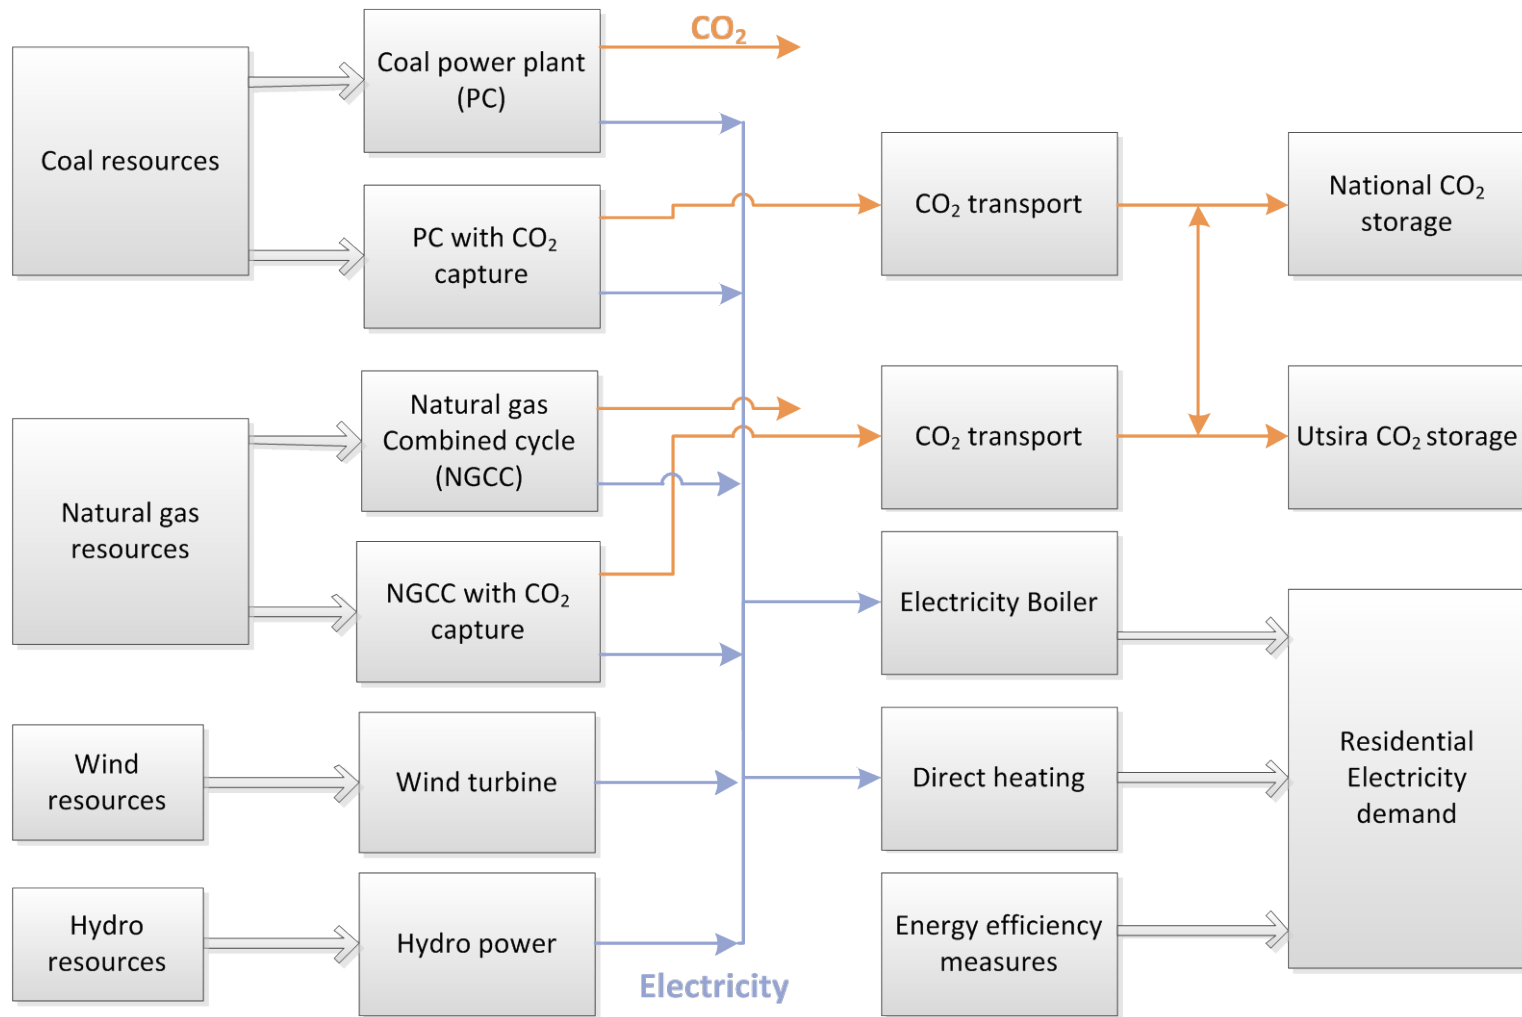 CO₂
Coal resources
Coal power plant
(PC)
PC with CO₂
capture
CO₂ transport
National CO₂
storage
Natural gas
resources
Natural gas
Combined cycle
(NGCC)
NGCC with CO₂
capture
CO₂ transport
Utsira CO₂ storage
Electricity Boiler
Wind
resources
Wind turbine
Direct heating
Residential
Electricity
demand
Hydro
resources
Hydro power
Energy efficiency
measures
Electricity